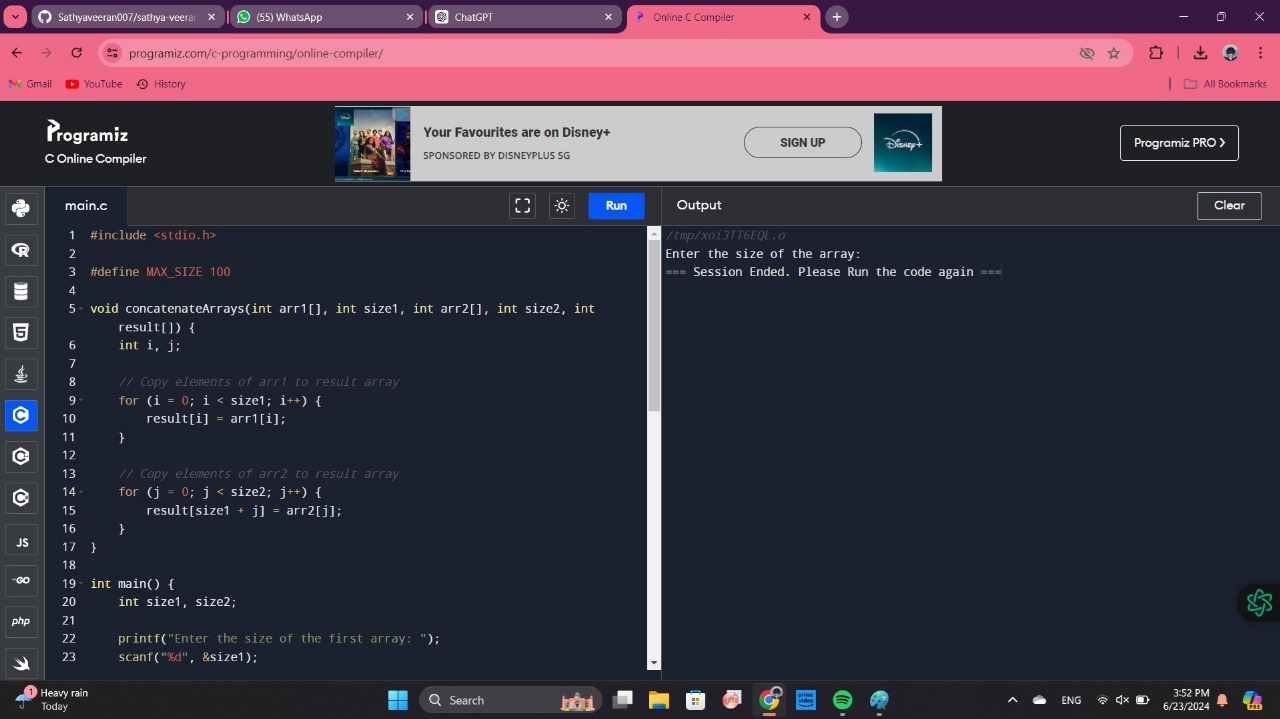 Sathyaveeran007/sathya-veeran
(55) WhatsApp
ChatGPT
Online C Compiler
programiz.com/c-programming/online-compiler/
Gmail
YouTube
History
All Bookmarks
Programiz
C Online Compiler
Your Favourites are on Disney+
SPONSORED BY DISNEYPLUS SG
SIGN UP
Disney+
Programiz PRO >
main.c
Run
Output
Clear
1 #include <stdio.h>
2
3 #define MAX_SIZE 100
4
5 void concatenateArrays(int arr1[], int size1, int arr2[], int size2, int
result[]) {
6 int i, j;
7
8 // Copy elements of arr1 to result array
9 for (i = 0; i < size1; i++) {
10 result[i] = arr1[i];
11 }
12
13 // Copy elements of arr2 to result array
14 for (j = 0; j < size2; j++) {
15 result[size1 + j] = arr2[j];
16 }
17 }
18
19 int main() {
20 int size1, size2;
21
22 printf("Enter the size of the first array: ");
23 scanf("%d", &size1);
/tmp/xoi3TT6EQL.o
Enter the size of the array:
=== Session Ended. Please Run the code again ===
JS
GO
php
1
Heavy rain
Today
Search
prime video
ENG
3:52 PM
6/23/2024
PRE